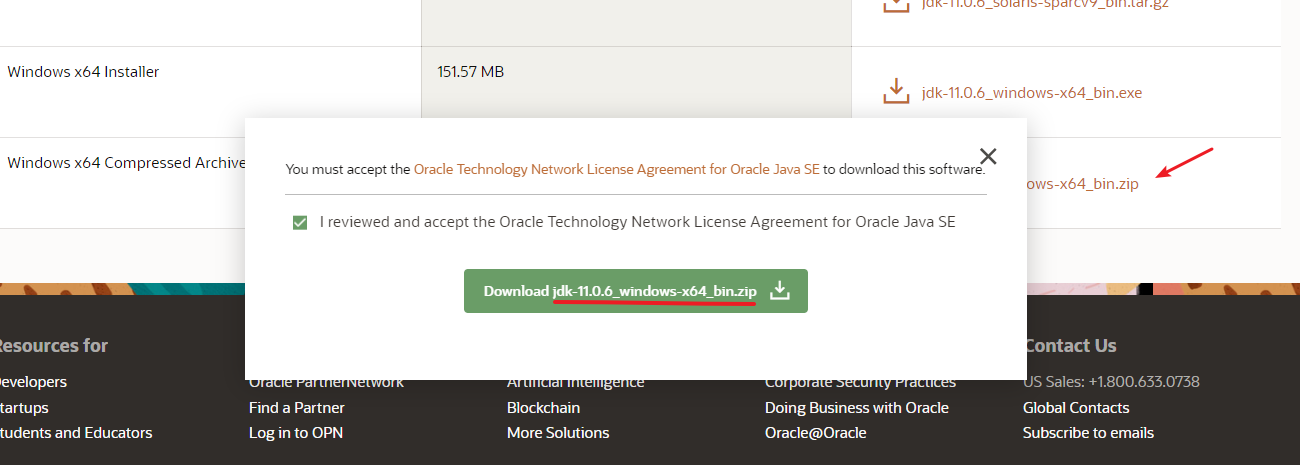 jdk-11.0.6_solaris-sparcv9_bin.tar.gz
Windows x64 Installer
151.57 MB
jdk-11.0.6_windows-x64_bin.exe
Windows x64 Compressed Archive
ows-x64_bin.zip
You must accept the Oracle Technology Network License Agreement for Oracle Java SE to download this software.
I reviewed and accept the Oracle Technology Network License Agreement for Oracle Java SE
Download jdk-11.0.6_windows-x64_bin.zip
Resources for
Developers
Startups
Students and Educators
Oracle PartnerNetwork
Find a Partner
Log in to OPN
Artificial Intelligence
Blockchain
More Solutions
Corporate Security Practices
Doing Business with Oracle
Oracle@Oracle
Contact Us
US Sales: +1.800.633.0738
Global Contacts
Subscribe to emails